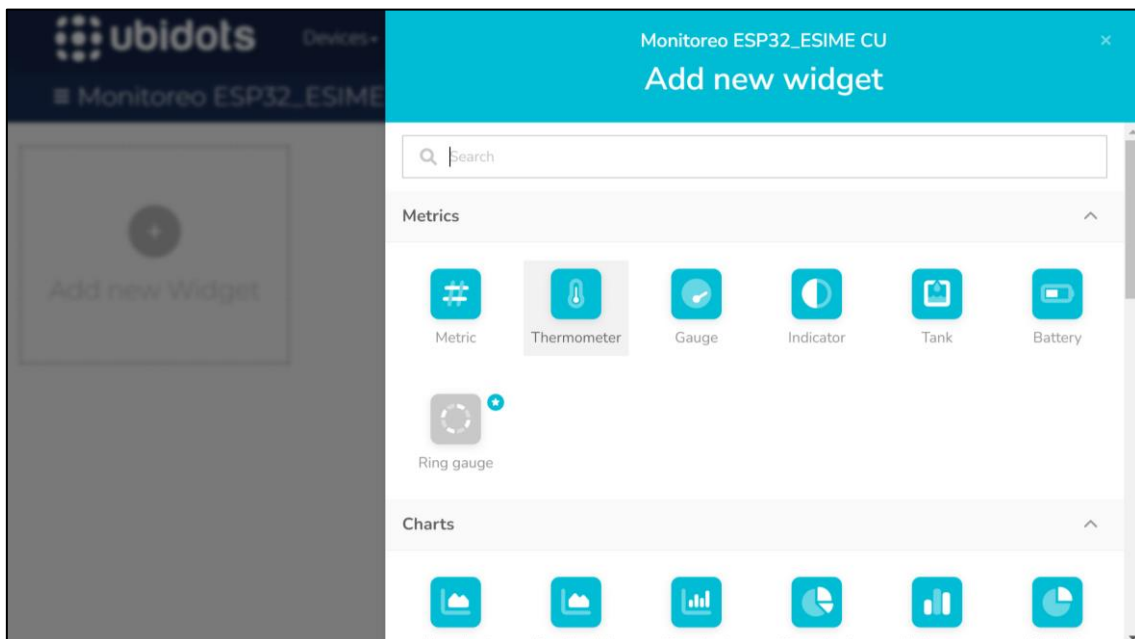 ubidots
Devices
Monitoreo ESP32_ESIME
Add new Widget
Monitoreo ESP32_ESIME CU
Add new widget
Search
Metrics
Metric Thermometer Gauge Indicator Tank Battery
Ring gauge
Charts